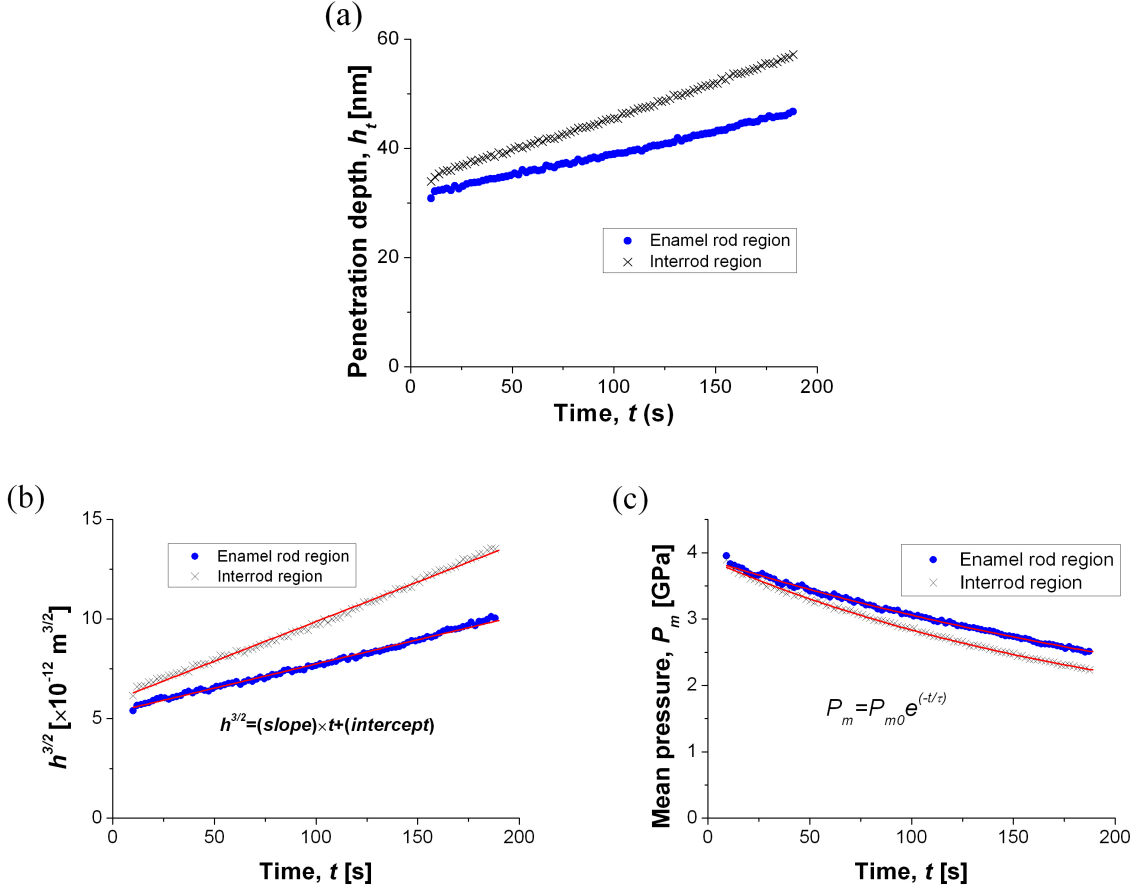 (a)
Penetration depth, h_t [nm]
60
40
20
0
Enamel rod region
Interrod region
0 50 100 150 200
Time, t (s)
(b)
h^{3/2} [×10^{-12} m^{3/2}]
15
10
5
0
Enamel rod region
Interrod region
h^{3/2}=(slope)×t+(intercept)
0 50 100 150 200
Time, t [s]
(c)
Mean pressure, P_m [GPa]
4
3
2
1
0
Enamel rod region
Interrod region
P_m=P_{m0}e^{(-t/τ)}
0 50 100 150 200
Time, t [s]